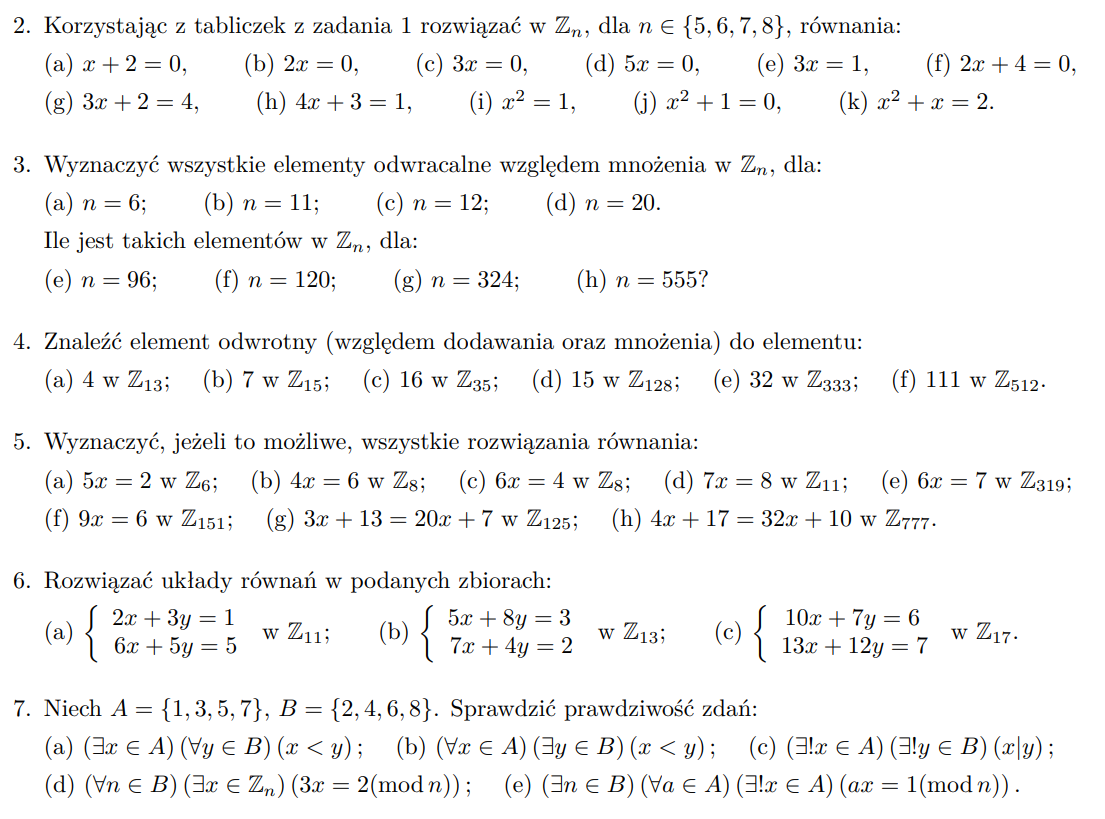 2. Korzystając z tabliczek z zadania 1 rozwiązać w ℤₙ, dla n ∈ {5, 6, 7, 8}, równania:
(a) x + 2 = 0, (b) 2x = 0, (c) 3x = 0, (d) 5x = 0, (e) 3x = 1, (f) 2x + 4 = 0,
(g) 3x + 2 = 4, (h) 4x + 3 = 1, (i) x² = 1, (j) x² + 1 = 0, (k) x² + x = 2.
3. Wyznaczyć wszystkie elementy odwracalne względem mnożenia w ℤₙ, dla:
(a) n = 6; (b) n = 11; (c) n = 12; (d) n = 20.
Ile jest takich elementów w ℤₙ, dla:
(e) n = 96; (f) n = 120; (g) n = 324; (h) n = 555?
4. Znaleźć element odwrotny (względem dodawania oraz mnożenia) do elementu:
(a) 4 w ℤ₁₃; (b) 7 w ℤ₁₅; (c) 16 w ℤ₃₅; (d) 15 w ℤ₁₂₈; (e) 32 w ℤ₃₃₃; (f) 111 w ℤ₅₁₂.
5. Wyznaczyć, jeżeli to możliwe, wszystkie rozwiązania równania:
(a) 5x = 2 w ℤ₆; (b) 4x = 6 w ℤ₈; (c) 6x = 4 w ℤ₈; (d) 7x = 8 w ℤ₁₁; (e) 6x = 7 w ℤ₃₁₉;
(f) 9x = 6 w ℤ₁₅₁; (g) 3x + 13 = 20x + 7 w ℤ₁₂₅; (h) 4x + 17 = 32x + 10 w ℤ₇₇₇.
6. Rozwiązać układy równań w podanych zbiorach:
(a) { 2x + 3y = 1
6x + 5y = 5 w ℤ₁₁; (b) { 5x + 8y = 3
7x + 4y = 2 w ℤ₁₃; (c) { 10x + 7y = 6
13x + 12y = 7 w ℤ₁₇.
7. Niech A = {1, 3, 5, 7}, B = {2, 4, 6, 8}. Sprawdzić prawdziwość zdań:
(a) (∃x ∈ A) (∀y ∈ B) (x < y) ; (b) (∀x ∈ A) (∃y ∈ B) (x < y) ; (c) (∃!x ∈ A) (∃!y ∈ B) (x|y) ;
(d) (∀n ∈ B) (∃x ∈ ℤₙ) (3x = 2(mod n)) ; (e) (∃n ∈ B) (∀a ∈ A) (∃!x ∈ A) (ax = 1(mod n)) .